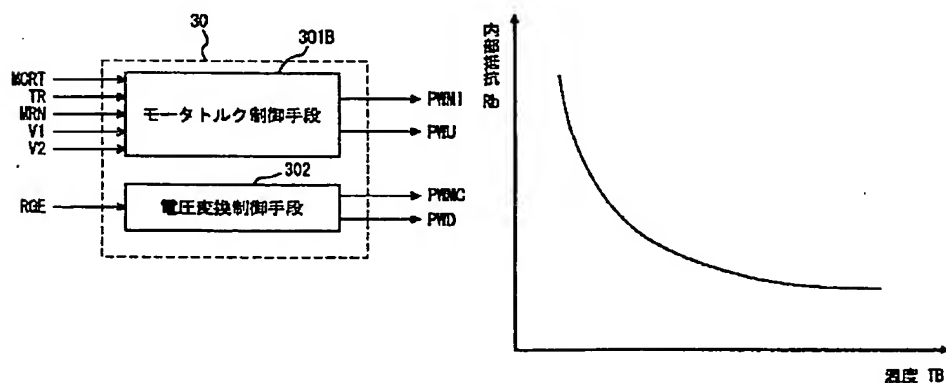 30
301B
MCRT
TR
MRN
V1
V2
モータトルク制御手段
PWMI
PWU
302
RGE
電圧変換制御手段
PWMC
PWD
内部抵抗 Rb
温度 TB